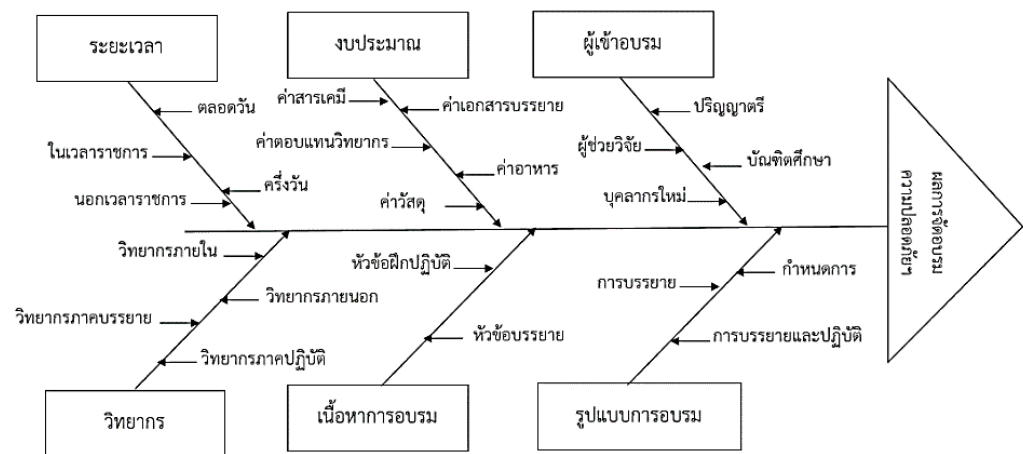 ระยะเวลา
งบประมาณ
ผู้เข้าอบรม
ตลอดวัน
ในเวลาราชการ
ครึ่งวัน
นอกเวลาราชการ
ค่าสารเคมี
ค่าเอกสารบรรยาย
ค่าตอบแทนวิทยากร
ค่าอาหาร
ค่าวัสดุ
ปริญญาตรี
ผู้ช่วยวิจัย
บัณฑิตศึกษา
บุคลากรใหม่
ผลการจัดอบรม
ความปลอดภัยฯ
วิทยากรภายใน
วิทยากรภายนอก
วิทยากรภาคบรรยาย
วิทยากรภาคปฏิบัติ
หัวข้อฝึกปฏิบัติ
หัวข้อบรรยาย
กำหนดการ
การบรรยาย
การบรรยายและปฏิบัติ
วิทยากร
เนื้อหาการอบรม
รูปแบบการอบรม